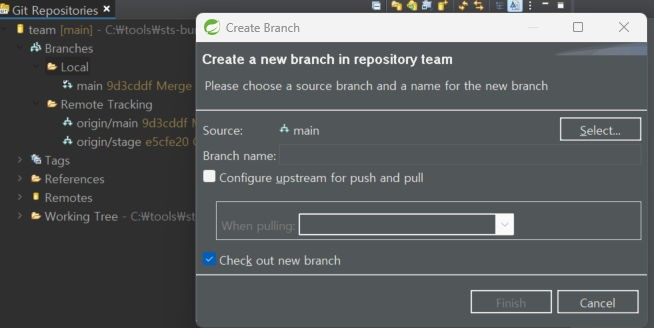 Git Repositories
team [main] - C:₩tools₩sts-bu
Branches
Local
main 9d3cddf Merge
Remote Tracking
origin/main 9d3cddf M
origin/stage e5cfe20
Tags
References
Remotes
Working Tree - C:₩tools₩st
Create Branch
Create a new branch in repository team
Please choose a source branch and a name for the new branch
Source: main Select...
Branch name:
Configure upstream for push and pull
When pulling:
Check out new branch
Finish Cancel